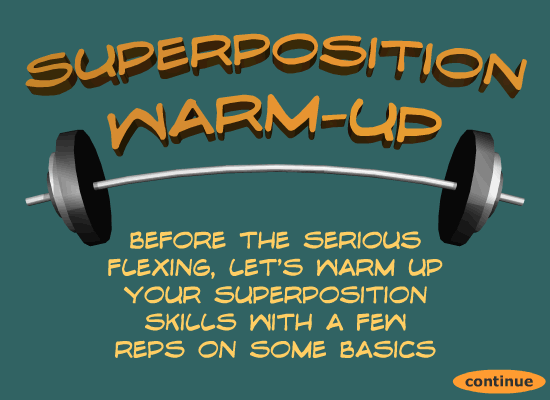 SUPERPOSITION
WARM-UP
BEFORE THE SERIOUS
FLEXING, LET'S WARM UP
YOUR SUPERPOSITION
SKILLS WITH A FEW
REPS ON SOME BASICS
continue